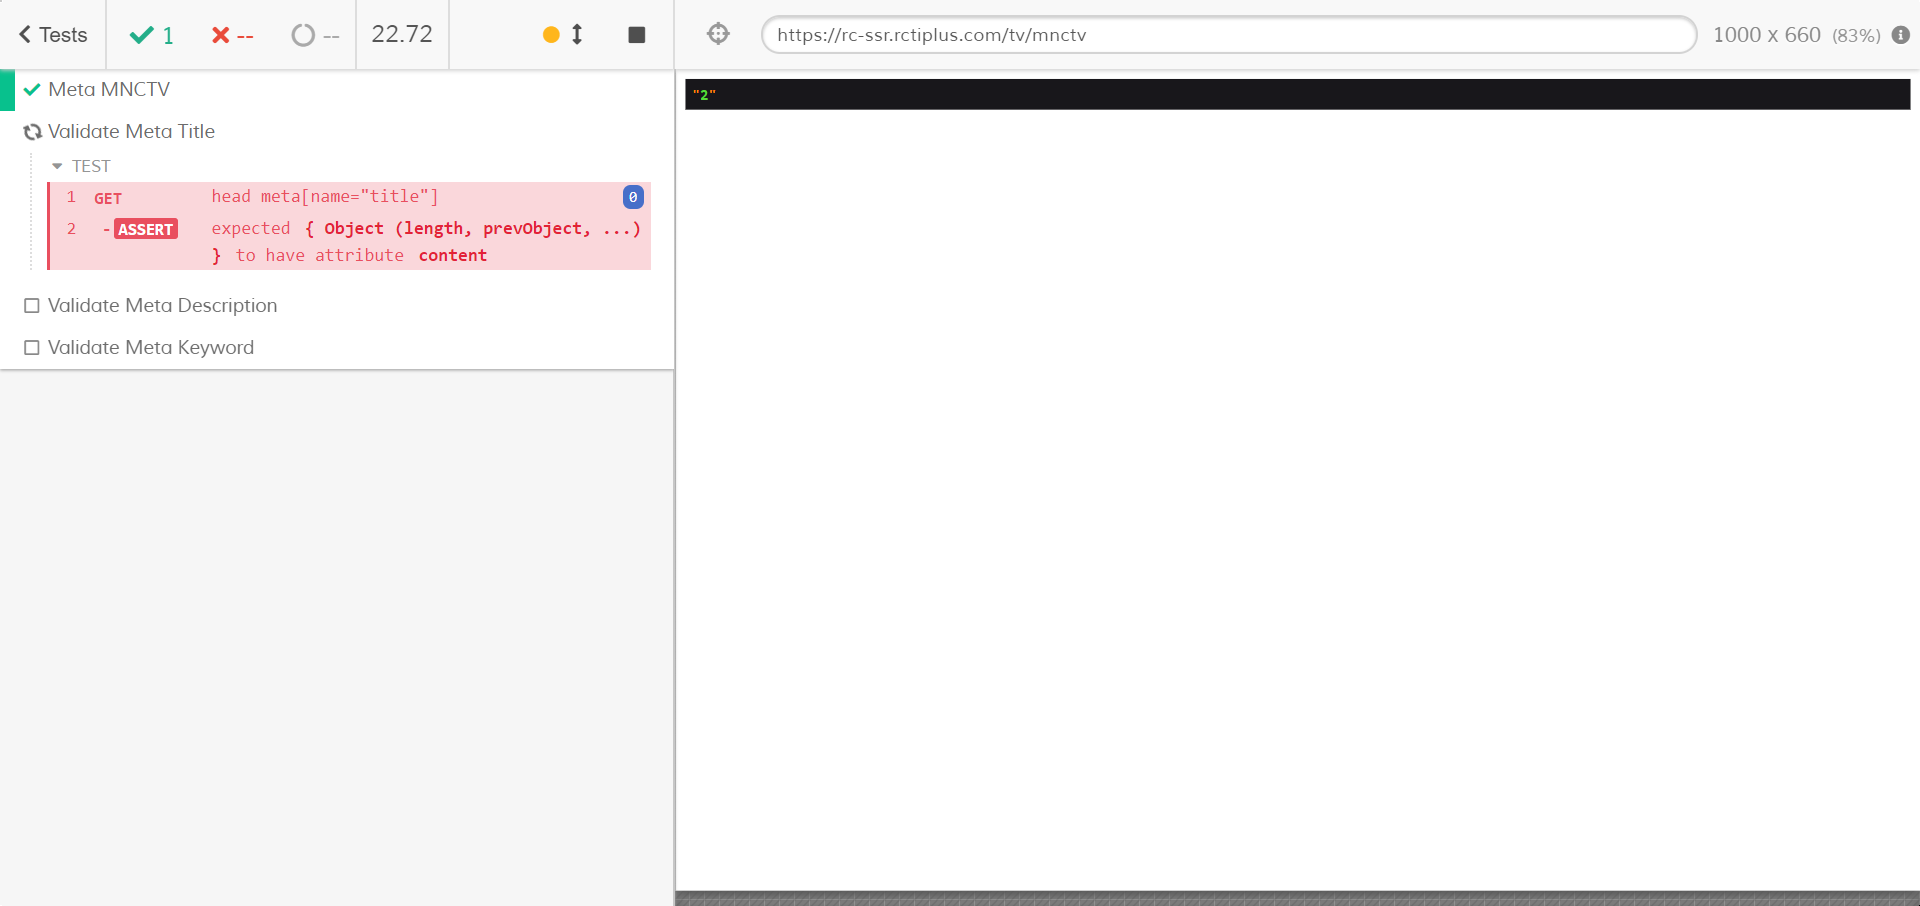 Tests 1 -- -- 22.72 https://rc-ssr.rctiplus.com/tv/mnctv 1000 x 660 (83%)
Meta MNCTV
"2"
Validate Meta Title
TEST
1 GET head meta[name="title"] 0
2 -ASSERT expected { Object (length, prevObject, ...)
} to have attribute content
Validate Meta Description
Validate Meta Keyword